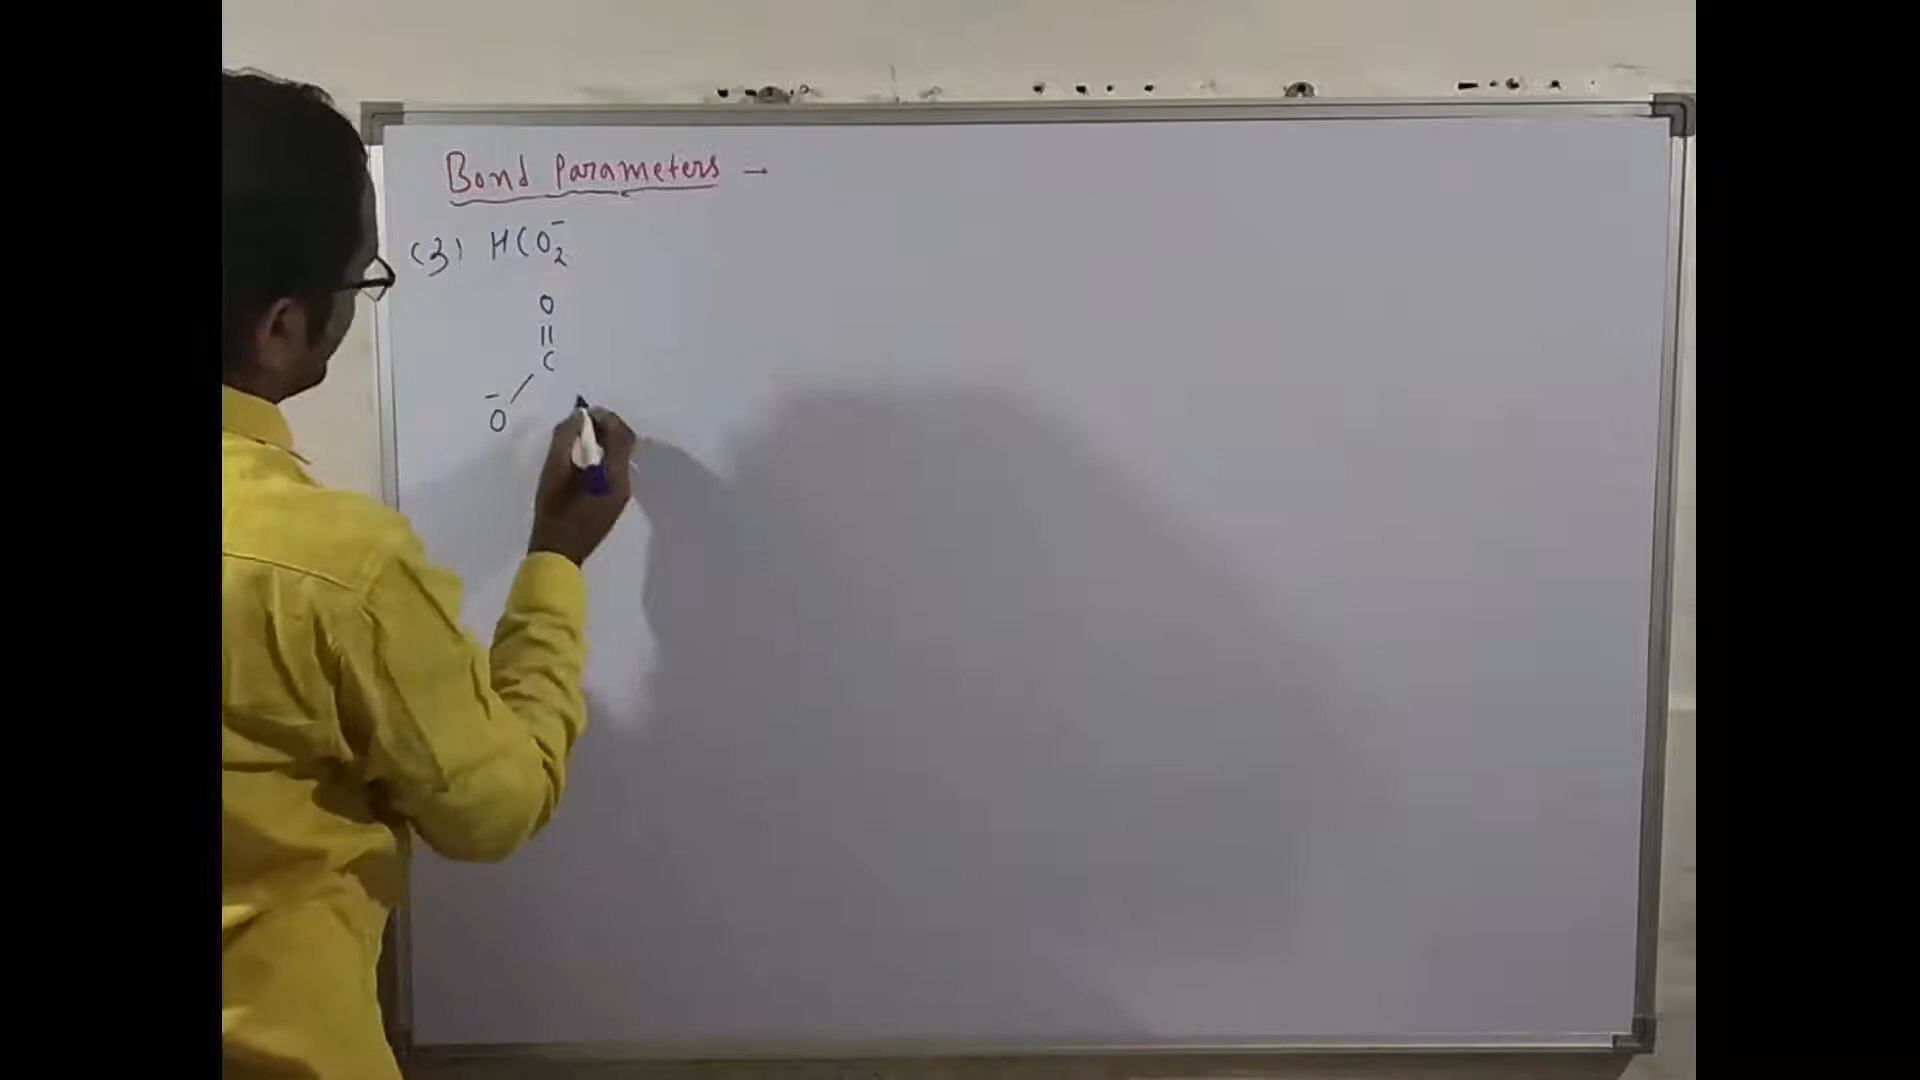 Bond Parameters →
(3) HCO₂⁻
O
||
C
/
⁻O